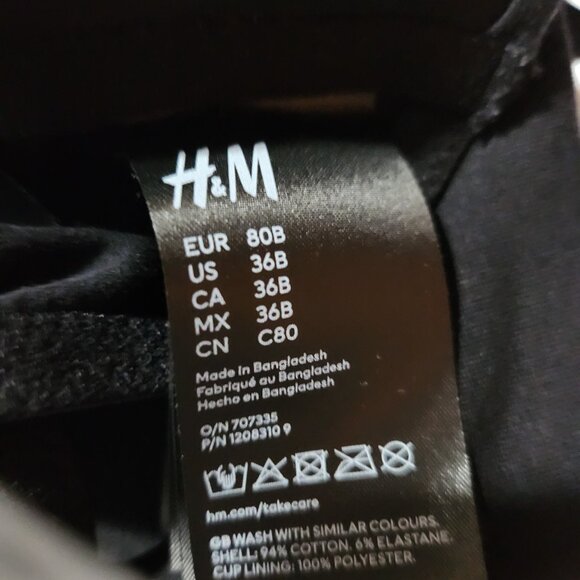 H&M
EUR 80B
US 36B
CA 36B
MX 36B
CN C80
Made in Bangladesh
Fabriqué au Bangladesh
Hecho en Bangladesh
O/N 707335
P/N 1208310 9
hm.com/takecare
GB WASH WITH SIMILAR COLOURS.
SHELL: 94% COTTON. 6% ELASTANE.
CUP LINING: 100% POLYESTER.